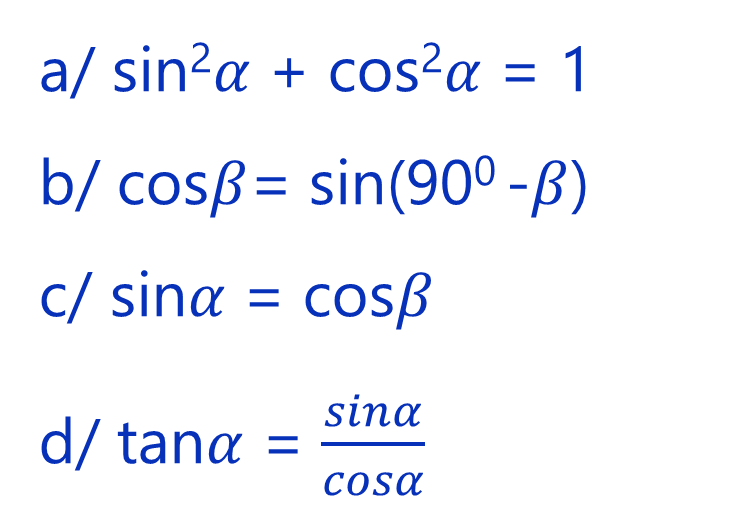 a/ sin²𝛼 + cos²𝛼 = 1
b/ cos𝛽 = sin(90⁰ -𝛽)
c/ sin𝛼 = cos𝛽
d/ tan𝛼 = 𝑠𝑖𝑛𝛼/𝑐𝑜𝑠𝛼